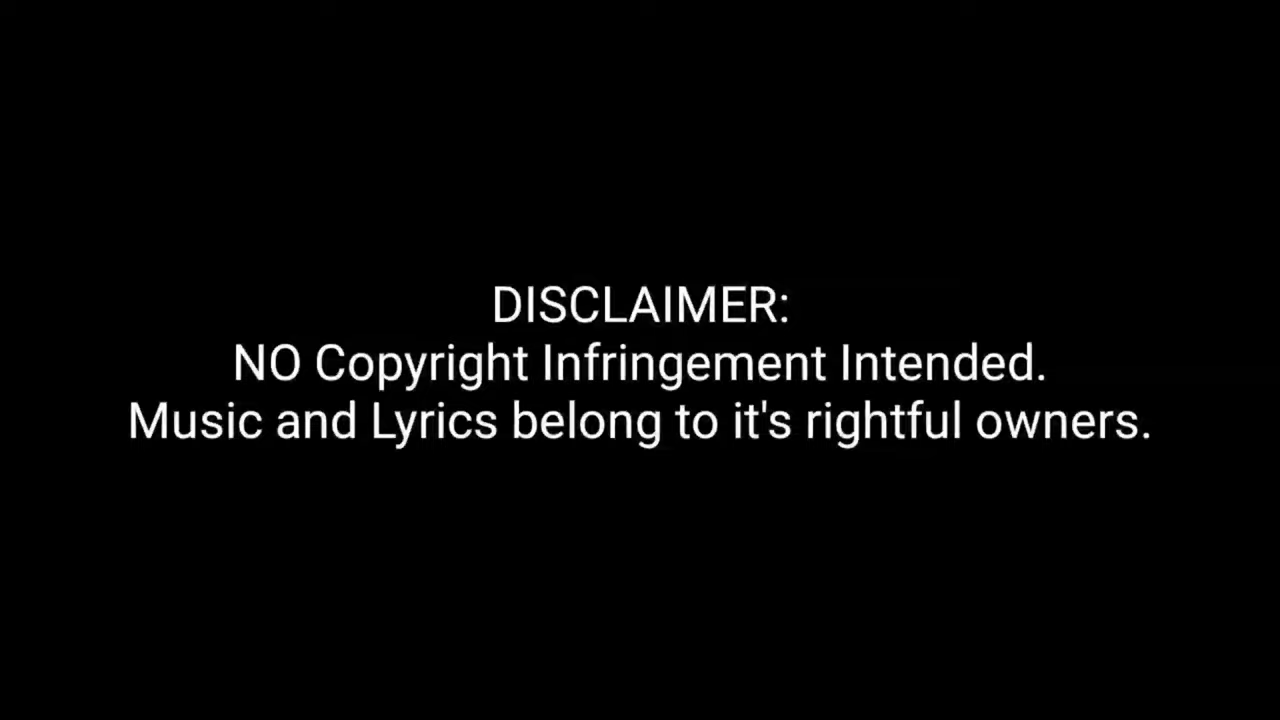 DISCLAIMER:
NO Copyright Infringement Intended.
Music and Lyrics belong to it's rightful owners.